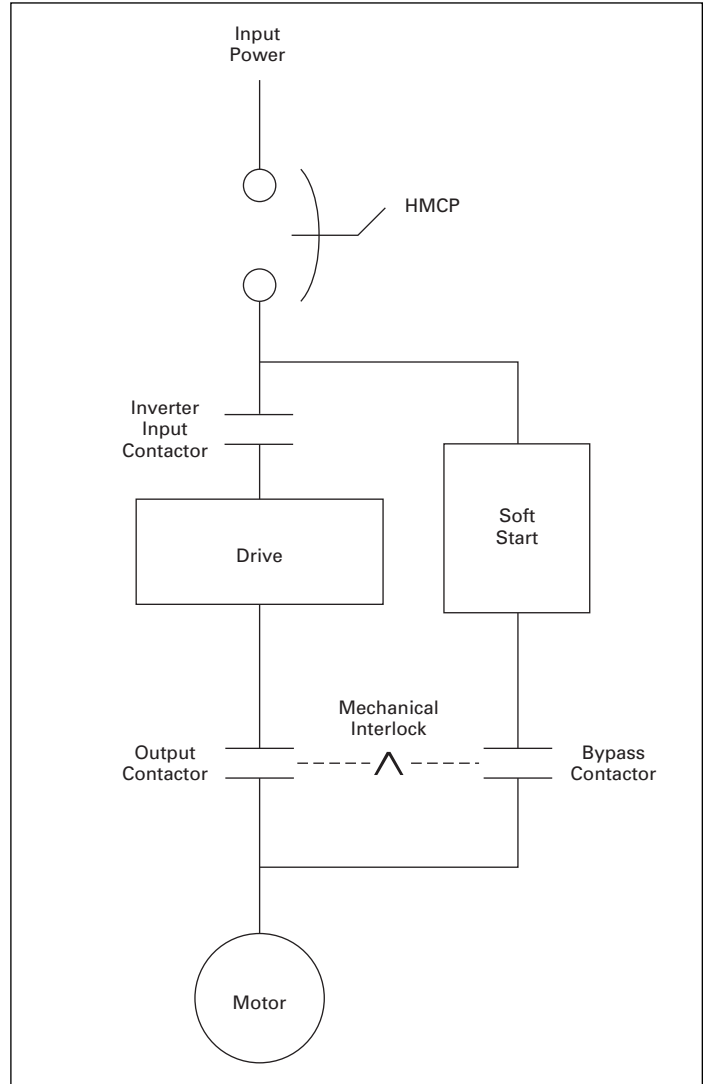 Input
Power
HMCP
Inverter
Input
Contactor
Soft
Start
Drive
Mechanical
Interlock
Output
Contactor
Bypass
Contactor
Motor